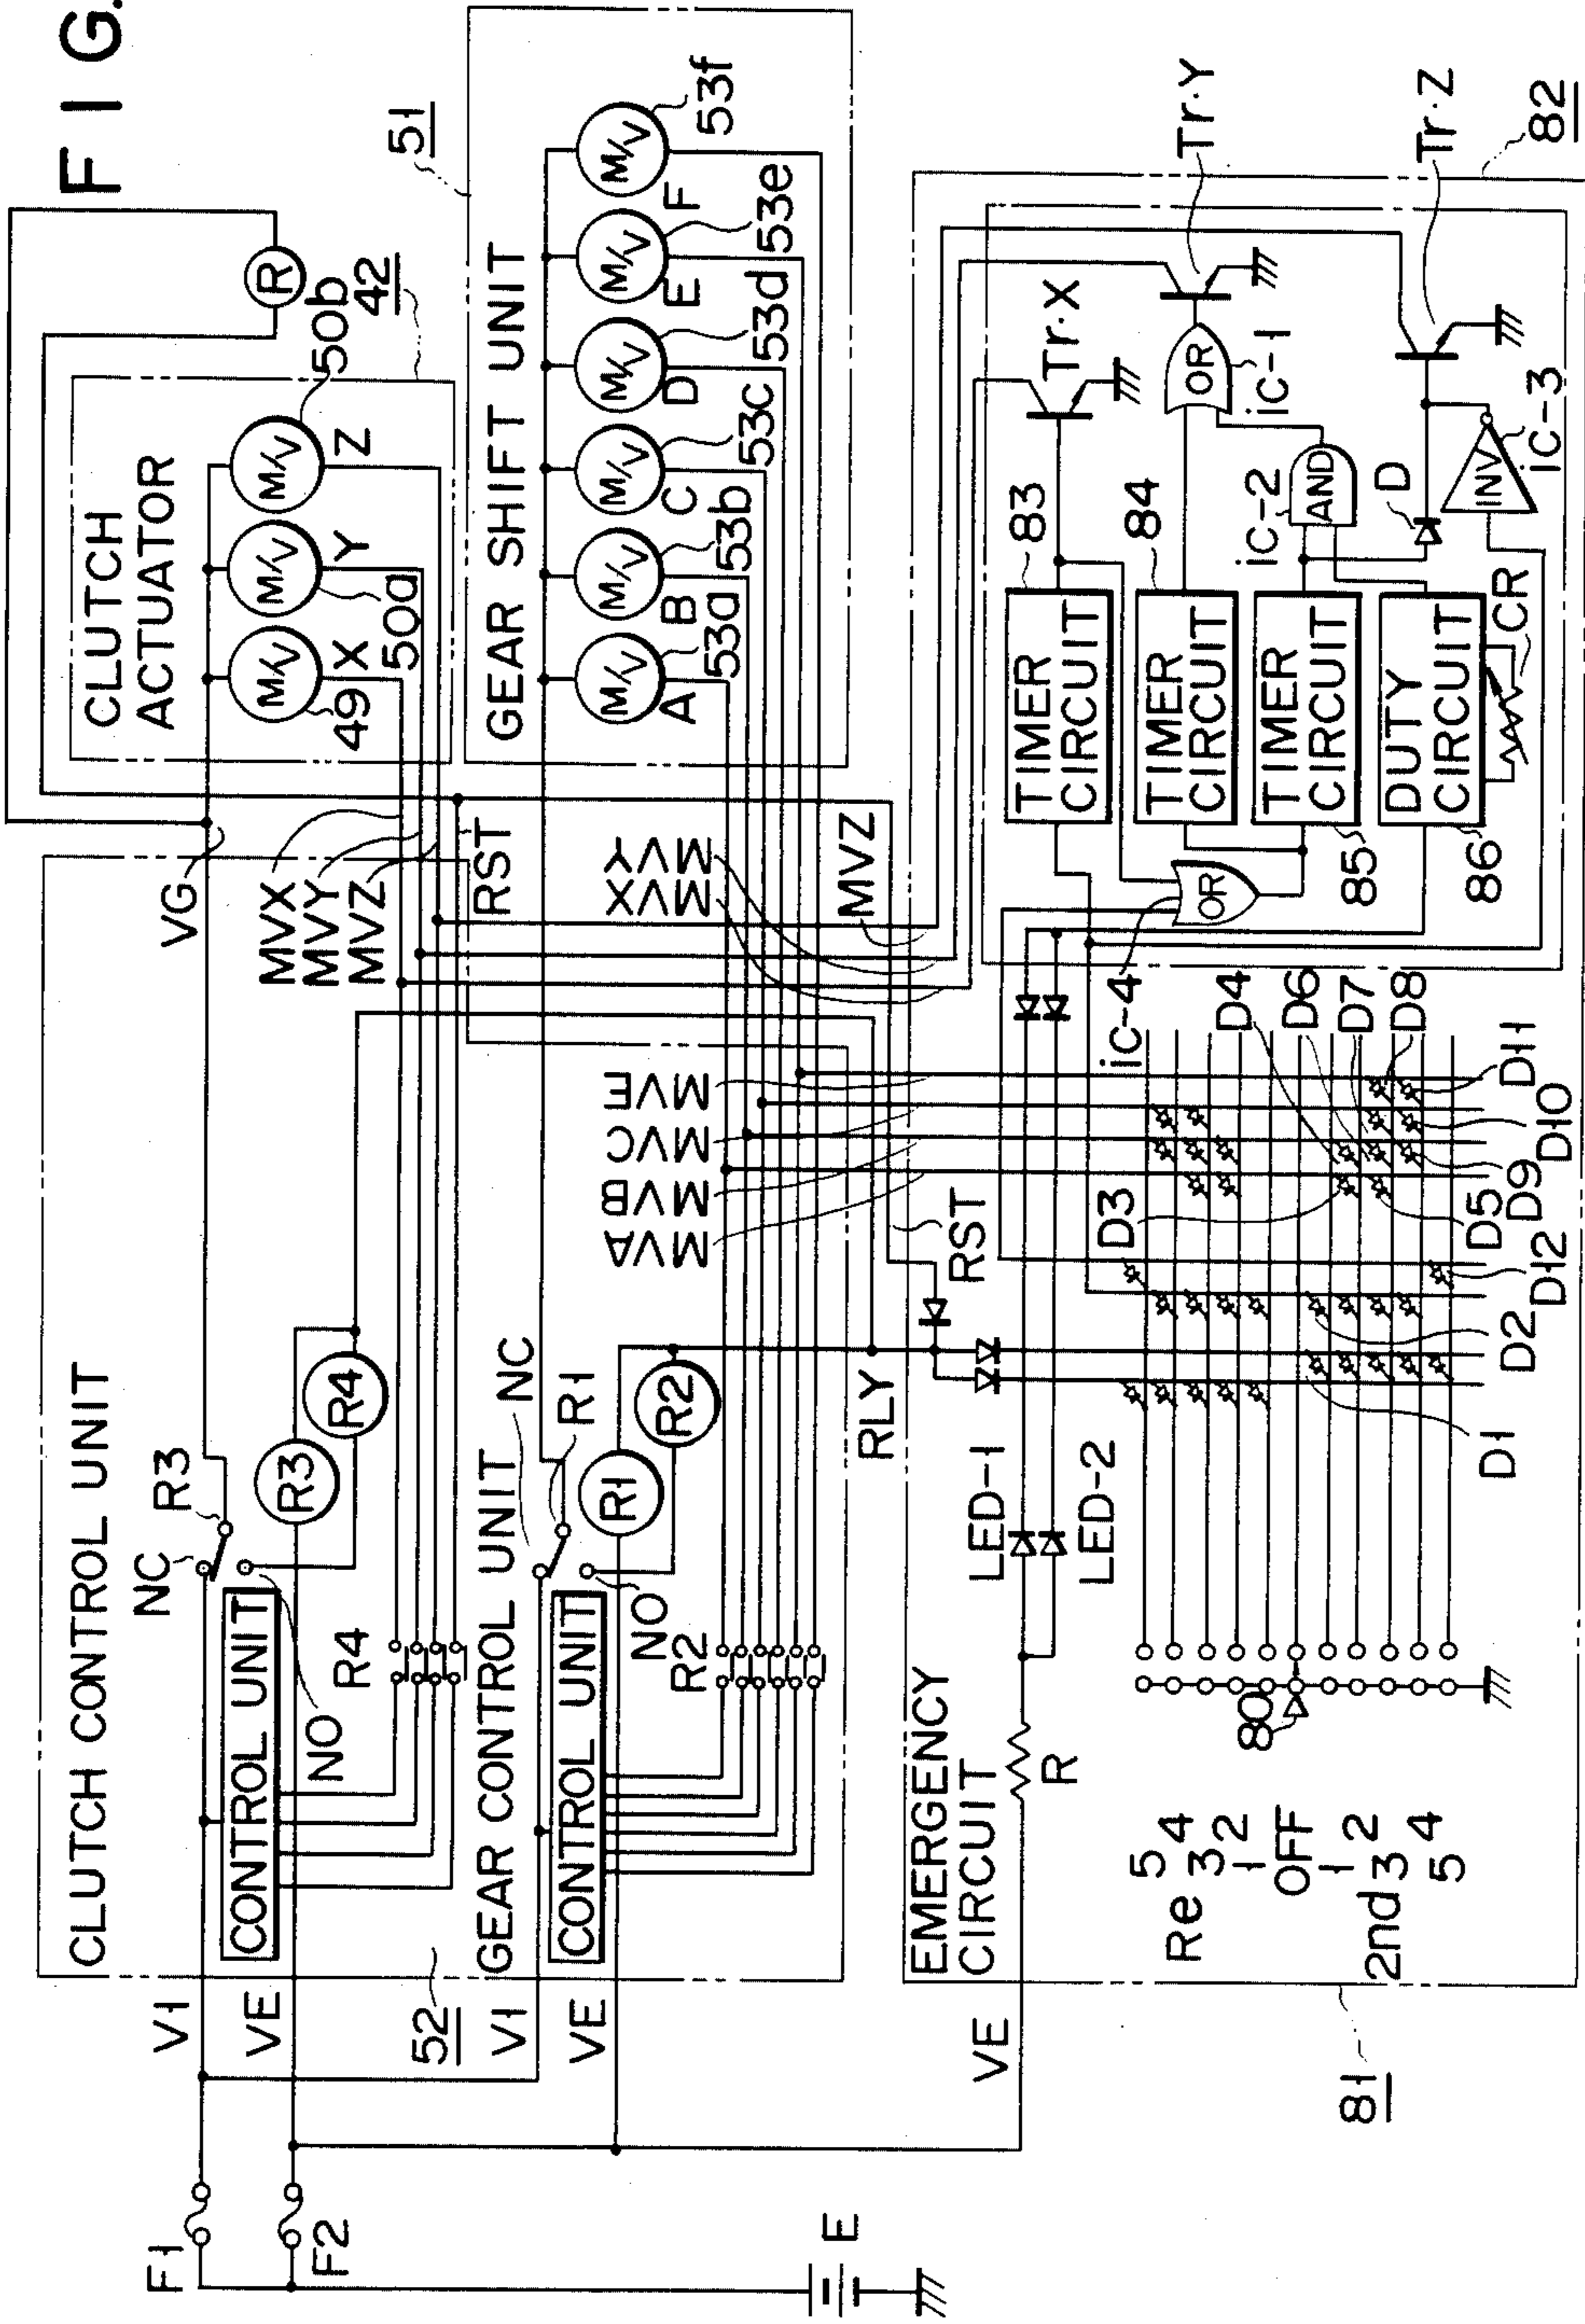 FIG.
CLUTCH CONTROL UNIT
V1
VE
F1
F2
E
NC
R3
CONTROL UNIT
NO
R3
R4
R4
52
VG
MVX
MVY
MVZ
RST
CLUTCH
ACTUATOR
M/V
M/V
M/V
49
X
50a
Y
Z
50b
42
R
51
GEAR CONTROL UNIT
V1
VE
NC
R1
CONTROL UNIT
NO
R1
R2
R2
RLY
MVA
MVB
MVC
MVE
MVX
MVY
MVZ
RST
GEAR SHIFT UNIT
M/V
M/V
M/V
M/V
M/V
M/V
A
53a
B
53b
C
53c
D
53d
E
53e
F
53f
EMERGENCY
CIRCUIT
VE
R
LED-1
LED-2
80
81
Re
5
4
3
2
1
OFF
1
2
2nd
3
4
5
D1
D2
D12
D3
D5
D9
D10
D11
D4
D6
D7
D8
ic-4
OR
TIMER
CIRCUIT
83
TIMER
CIRCUIT
84
TIMER
CIRCUIT
85
DUTY
CIRCUIT
86
CR
ic-2
AND
D
INV
ic-3
OR
ic-1
Tr·X
Tr·Y
Tr·Z
82